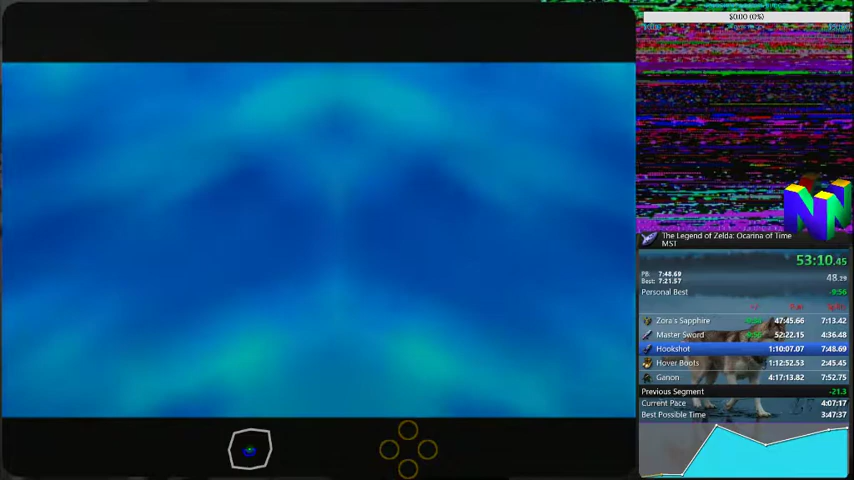 $0.00 (0%)
The Legend of Zelda: Ocarina of Time
MST
53:10.45
PB: 7:48.69
Best: 7:21.57
48.29
Personal Best -9:56
Zora's Sapphire 47:45.66 7:13.42
Master Sword 52:22.15 4:36.48
Hookshot 1:10:07.07 7:48.69
Hover Boots 1:12:52.53 2:45.45
Ganon 4:17:13.82 7:52.75
Previous Segment -21.3
Current Pace 4:07:17
Best Possible Time 3:47:37